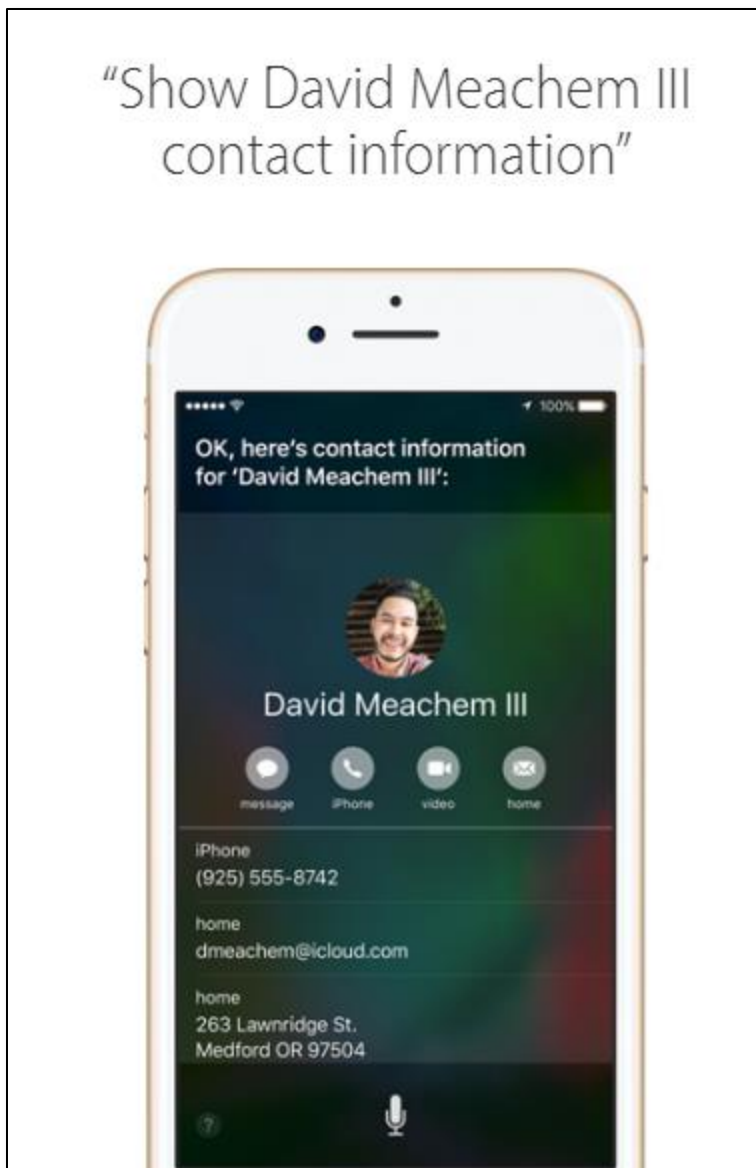 “Show David Meachem III
contact information”
100%
OK, here's contact information
for ‘David Meachem III’:
David Meachem III
message iPhone video home
iPhone
(925) 555-8742
home
dmeachem@icloud.com
home
263 Lawnridge St.
Medford OR 97504
?